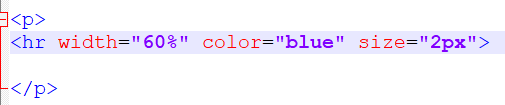 <p>
<hr width="60%" color="blue" size="2px">
</p>